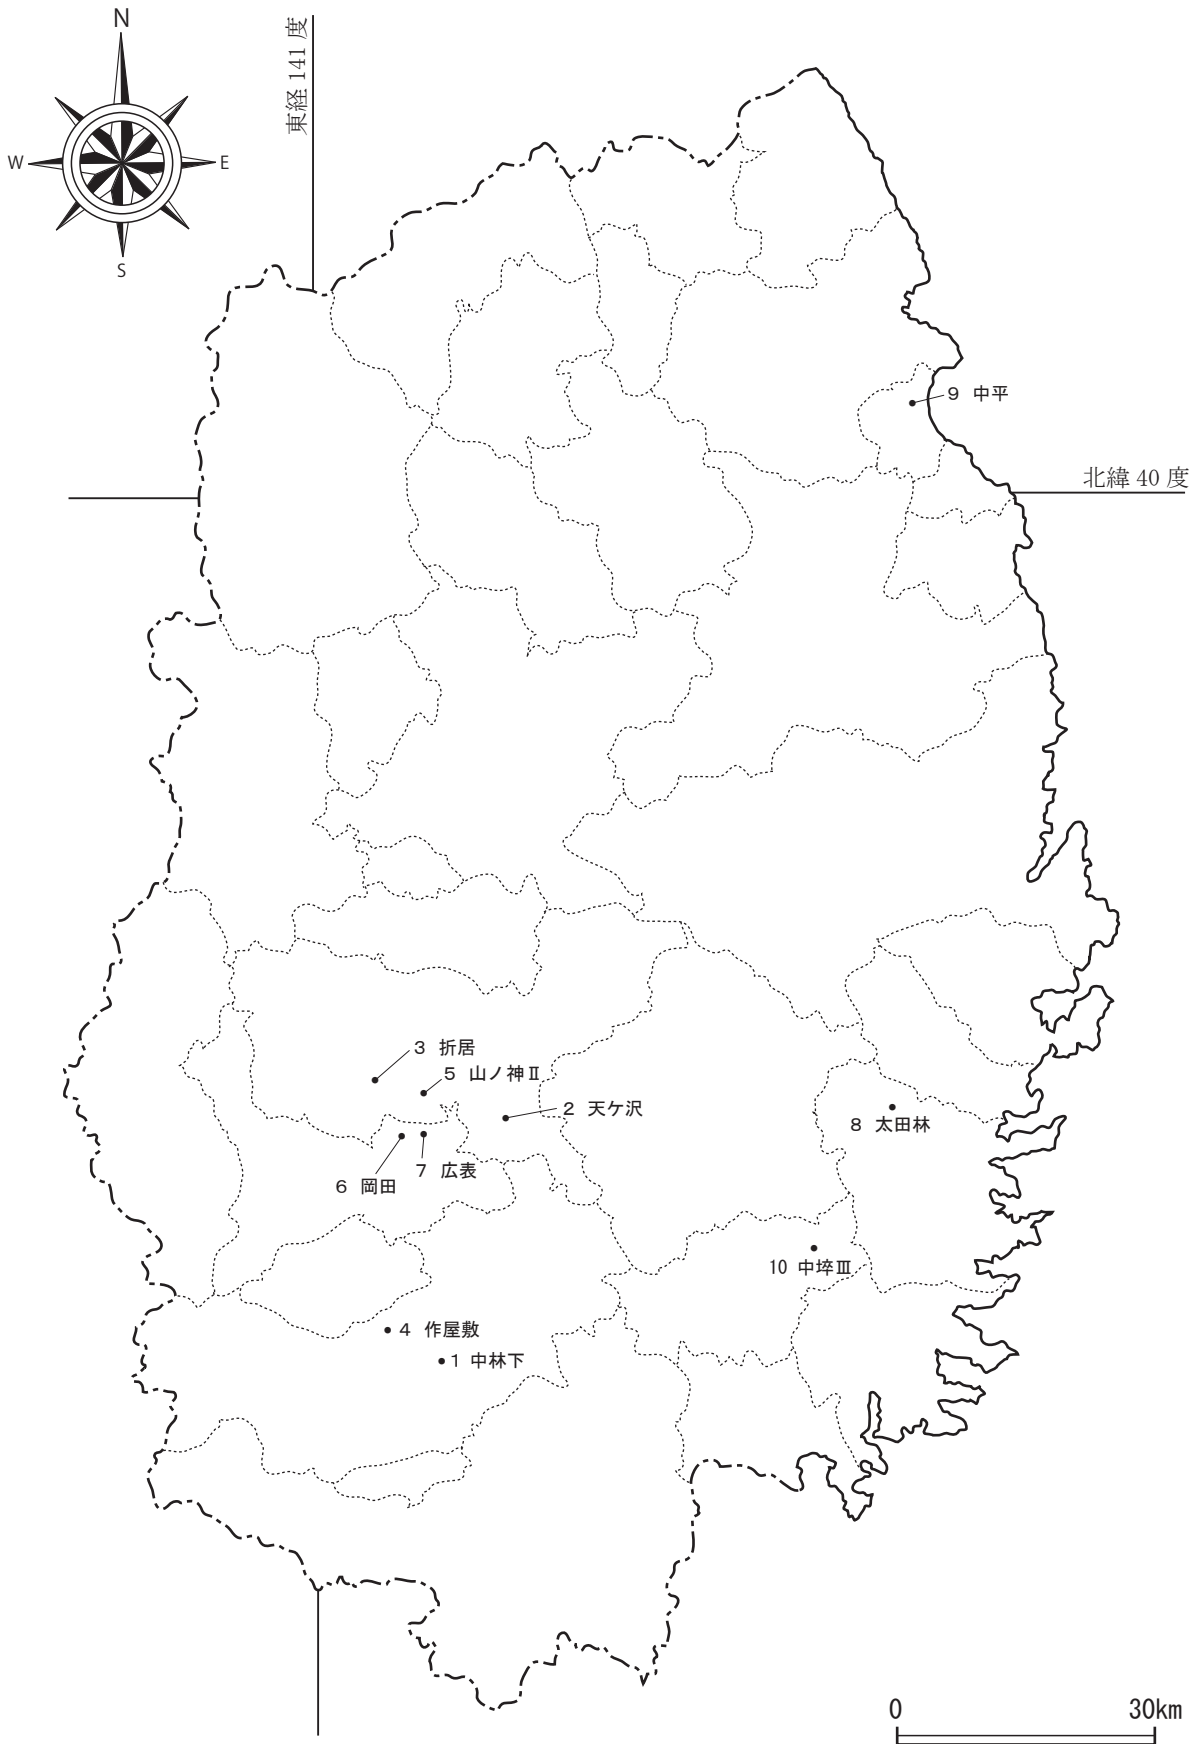 N
W
E
S
東経 141 度
9 中平
北緯 40 度
3 折居
5 山ノ神Ⅱ
2 天ケ沢
8 太田林
7 広表
6 岡田
10 中埣Ⅲ
4 作屋敷
1 中林下
0
30km